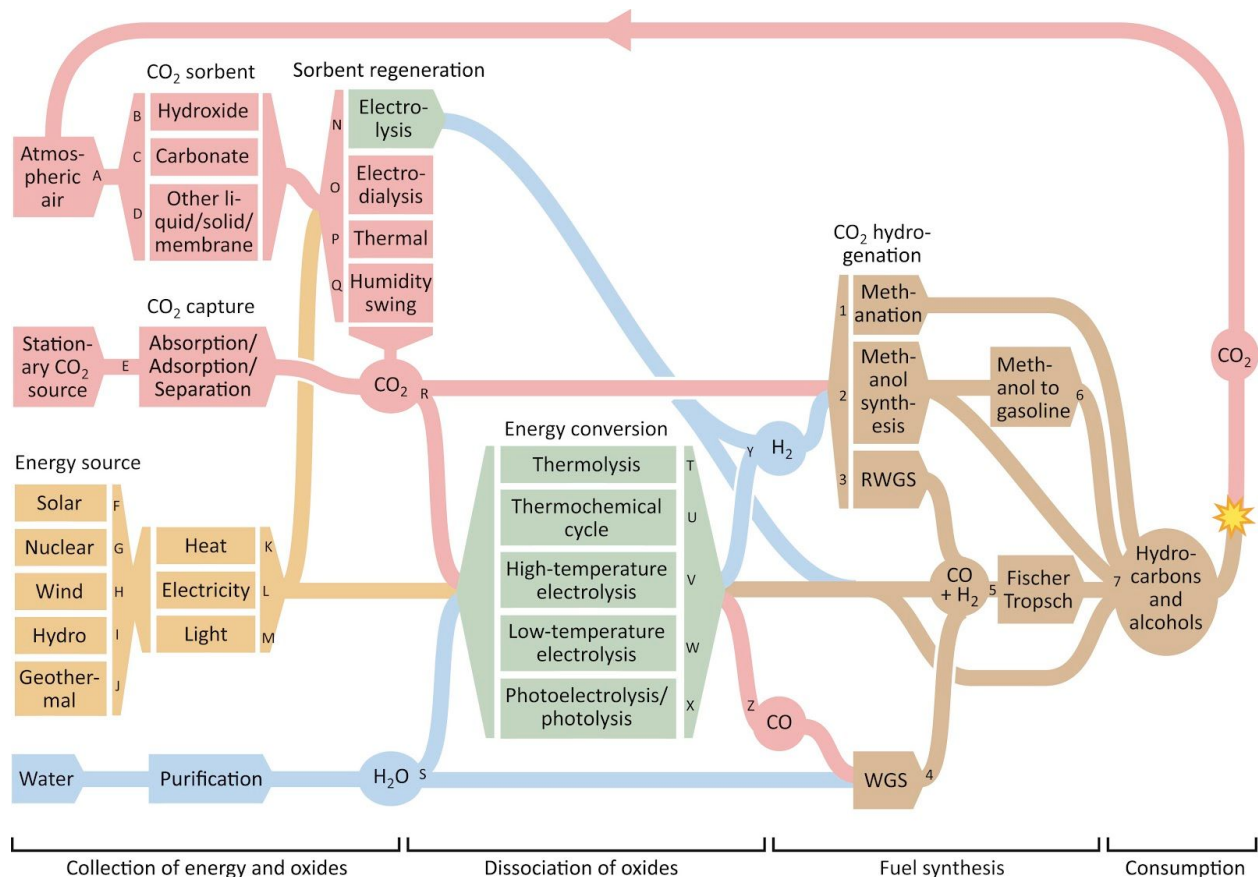 CO₂ sorbent
Sorbent regeneration
Atmos-
pheric
air
A
B
C
D
Hydroxide
Carbonate
Other li-
quid/solid/
membrane
N
O
P
Q
Electro-
lysis
Electro-
dialysis
Thermal
Humidity
swing
CO₂ capture
Station-
ary CO₂
source
E
Absorption/
Adsorption/
Separation
CO₂
R
Energy source
Solar
Nuclear
Wind
Hydro
Geother-
mal
F
G
H
I
J
Heat
Electricity
Light
K
L
M
Water
Purification
H₂O
S
Energy conversion
Thermolysis
Thermochemical
cycle
High-temperature
electrolysis
Low-temperature
electrolysis
Photoelectrolysis/
photolysis
T
U
V
W
X
Y
H₂
Z
CO
CO₂ hydro-
genation
1
2
3
Meth-
anation
Meth-
anol
synth-
esis
RWGS
Meth-
anol to
gasoline
6
CO
+ H₂
5
Fischer
Tropsch
7
WGS
4
Hydro-
carbons
and
alcohols
CO₂
Collection of energy and oxides
Dissociation of oxides
Fuel synthesis
Consumption